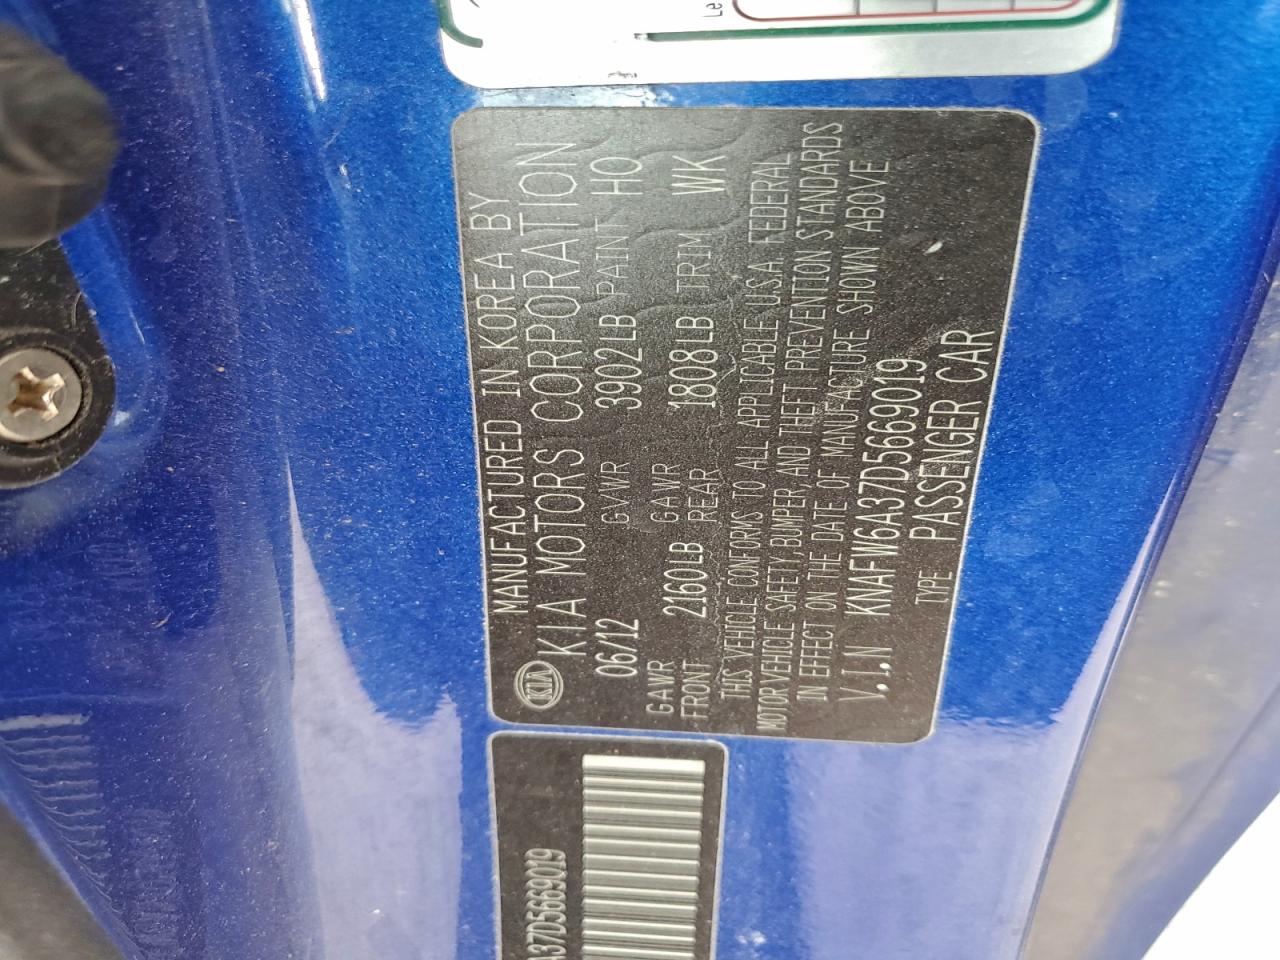 Le
MANUFACTURED IN KOREA BY
KIA KIA MOTORS CORPORATION
06/12 GVWR 3902LB PAINT HO
GAWR FRONT 2160LB GAWR REAR 1808LB TRIM WK
THIS VEHICLE CONFORMS TO ALL APPLICABLE U.S.A. FEDERAL
MOTOR VEHICLE SAFETY, BUMPER, AND THEFT PREVENTION STANDARDS
IN EFFECT ON THE DATE OF MANUFACTURE SHOWN ABOVE
V.I.N KNAFW6A37D5669019
TYPE PASSENGER CAR
A37D5669019